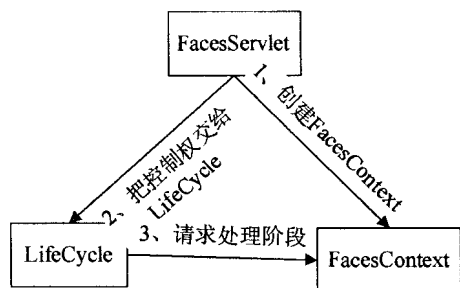 FacesServlet
1、创建FacesContext
2、把控制权交给
LifeCycle
3、请求处理阶段
LifeCycle
FacesContext